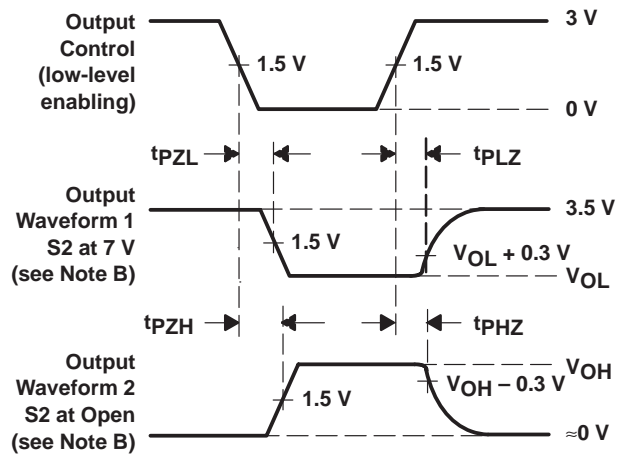 Output
Control
(low-level
enabling)
3 V
1.5 V
1.5 V
0 V
tPZL
tPLZ
Output
Waveform 1
S2 at 7 V
(see Note B)
3.5 V
1.5 V
VOL + 0.3 V
VOL
tPZH
tPHZ
Output
Waveform 2
S2 at Open
(see Note B)
VOH
VOH – 0.3 V
1.5 V
≈0 V